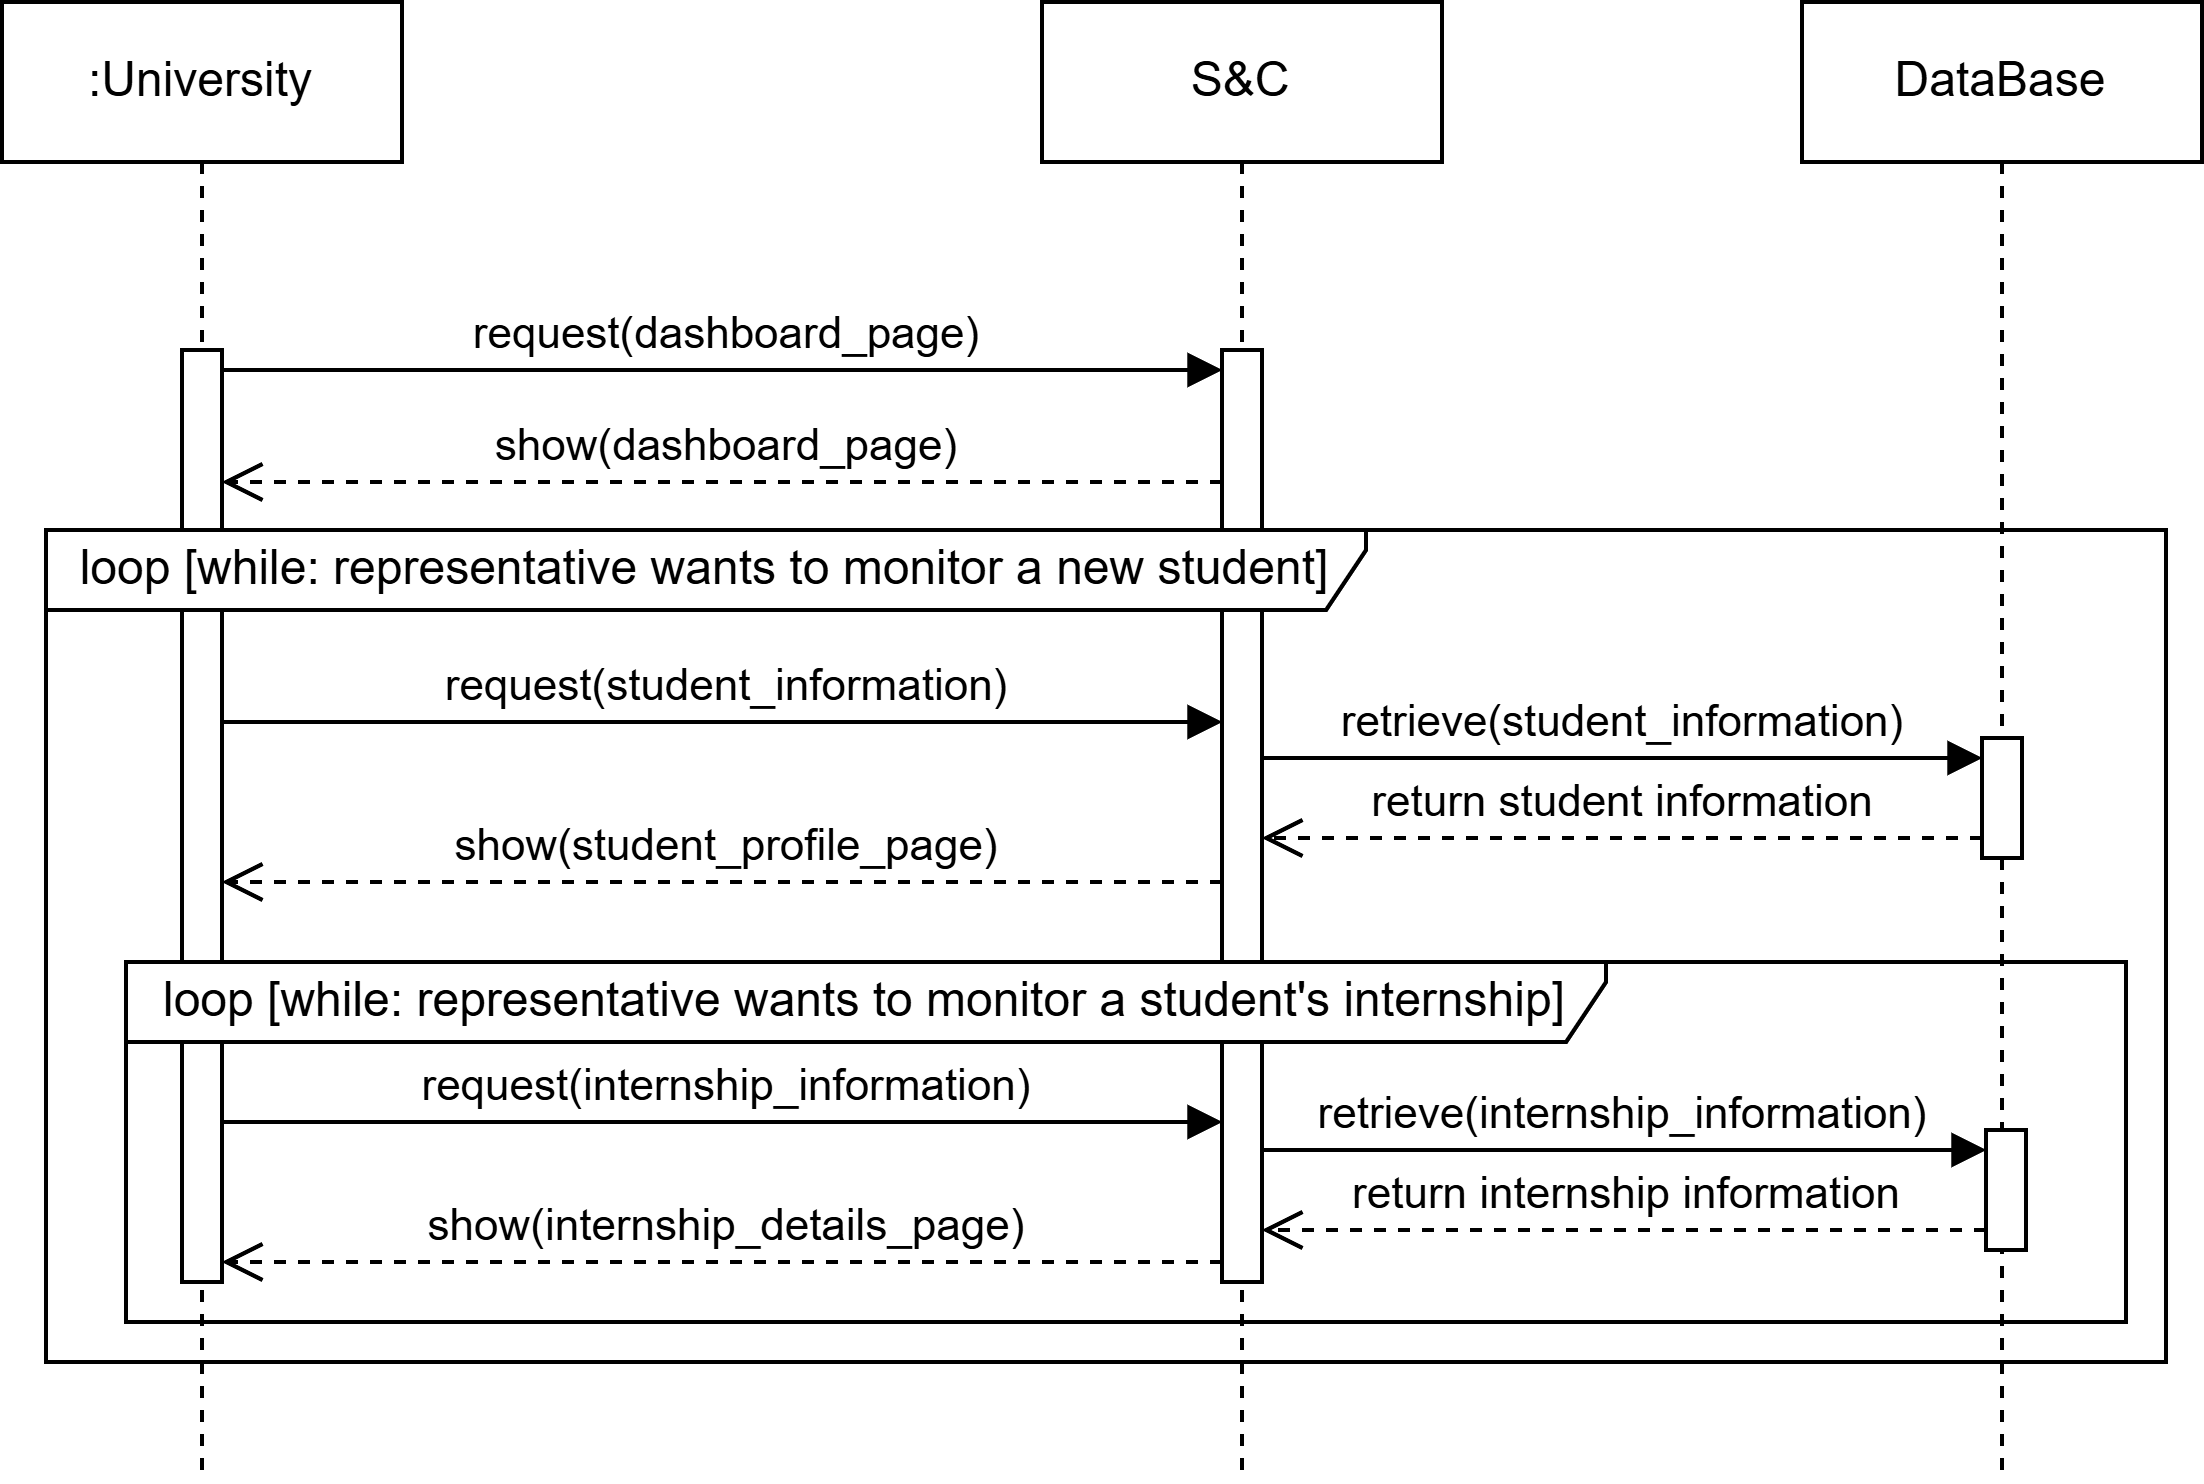 :University
S&C
DataBase
request(dashboard_page)
show(dashboard_page)
loop [while: representative wants to monitor a new student]
request(student_information)
retrieve(student_information)
return student information
show(student_profile_page)
loop [while: representative wants to monitor a student's internship]
request(internship_information)
retrieve(internship_information)
return internship information
show(internship_details_page)